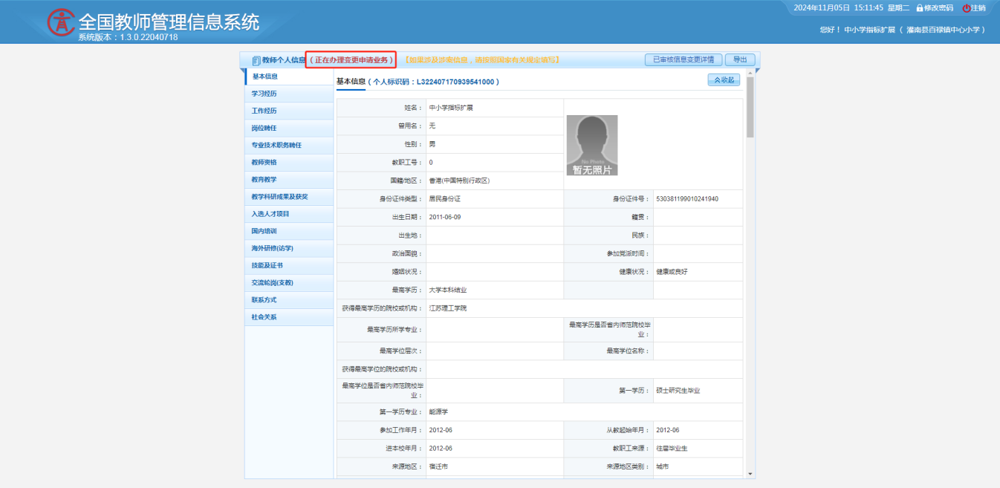 2024年11月05日 15:11:45 星期二 修改密码 注销
全国教师管理信息系统
系统版本：1.3.0.22040718
您好！ 中小学指标扩展（ 灌南县百禄镇中心小学 ）
教师个人信息（正在办理变更申请业务）【如果涉及涉密信息，请按照国家有关规定填写】 已审核信息变更详情 导出
基本信息
学习经历
工作经历
岗位聘任
专业技术职务聘任
教师资格
教育教学
教学科研成果及获奖
入选人才项目
国内培训
海外研修(访学)
技能及证书
交流轮岗(支教)
联系方式
社会关系
基本信息（个人标识码：L322407170939541000） 收起
姓名： 中小学指标扩展
曾用名： 无
性别： 男
教职工号： 0
国籍/地区： 香港(中国特别行政区)
No Photo
暂无照片
身份证件类型： 居民身份证 身份证件号： 530381199010241940
出生日期： 2011-06-09 籍贯：
出生地： 民族：
政治面貌： 参加党派时间：
婚姻状况： 健康状况： 健康或良好
最高学历： 大学本科结业
获得最高学历的院校或机构： 江苏理工学院
最高学历所学专业： 最高学历是否省内师范院校毕
业：
最高学位层次： 最高学位名称：
获得最高学位的院校或机构：
最高学位是否省内师范院校毕
业： 第一学历： 硕士研究生毕业
第一学历专业： 能源学
参加工作年月： 2012-06 从教起始年月： 2012-06
进本校年月： 2012-06 教职工来源： 往届毕业生
来源地区： 宿迁市 来源地区类别： 城市